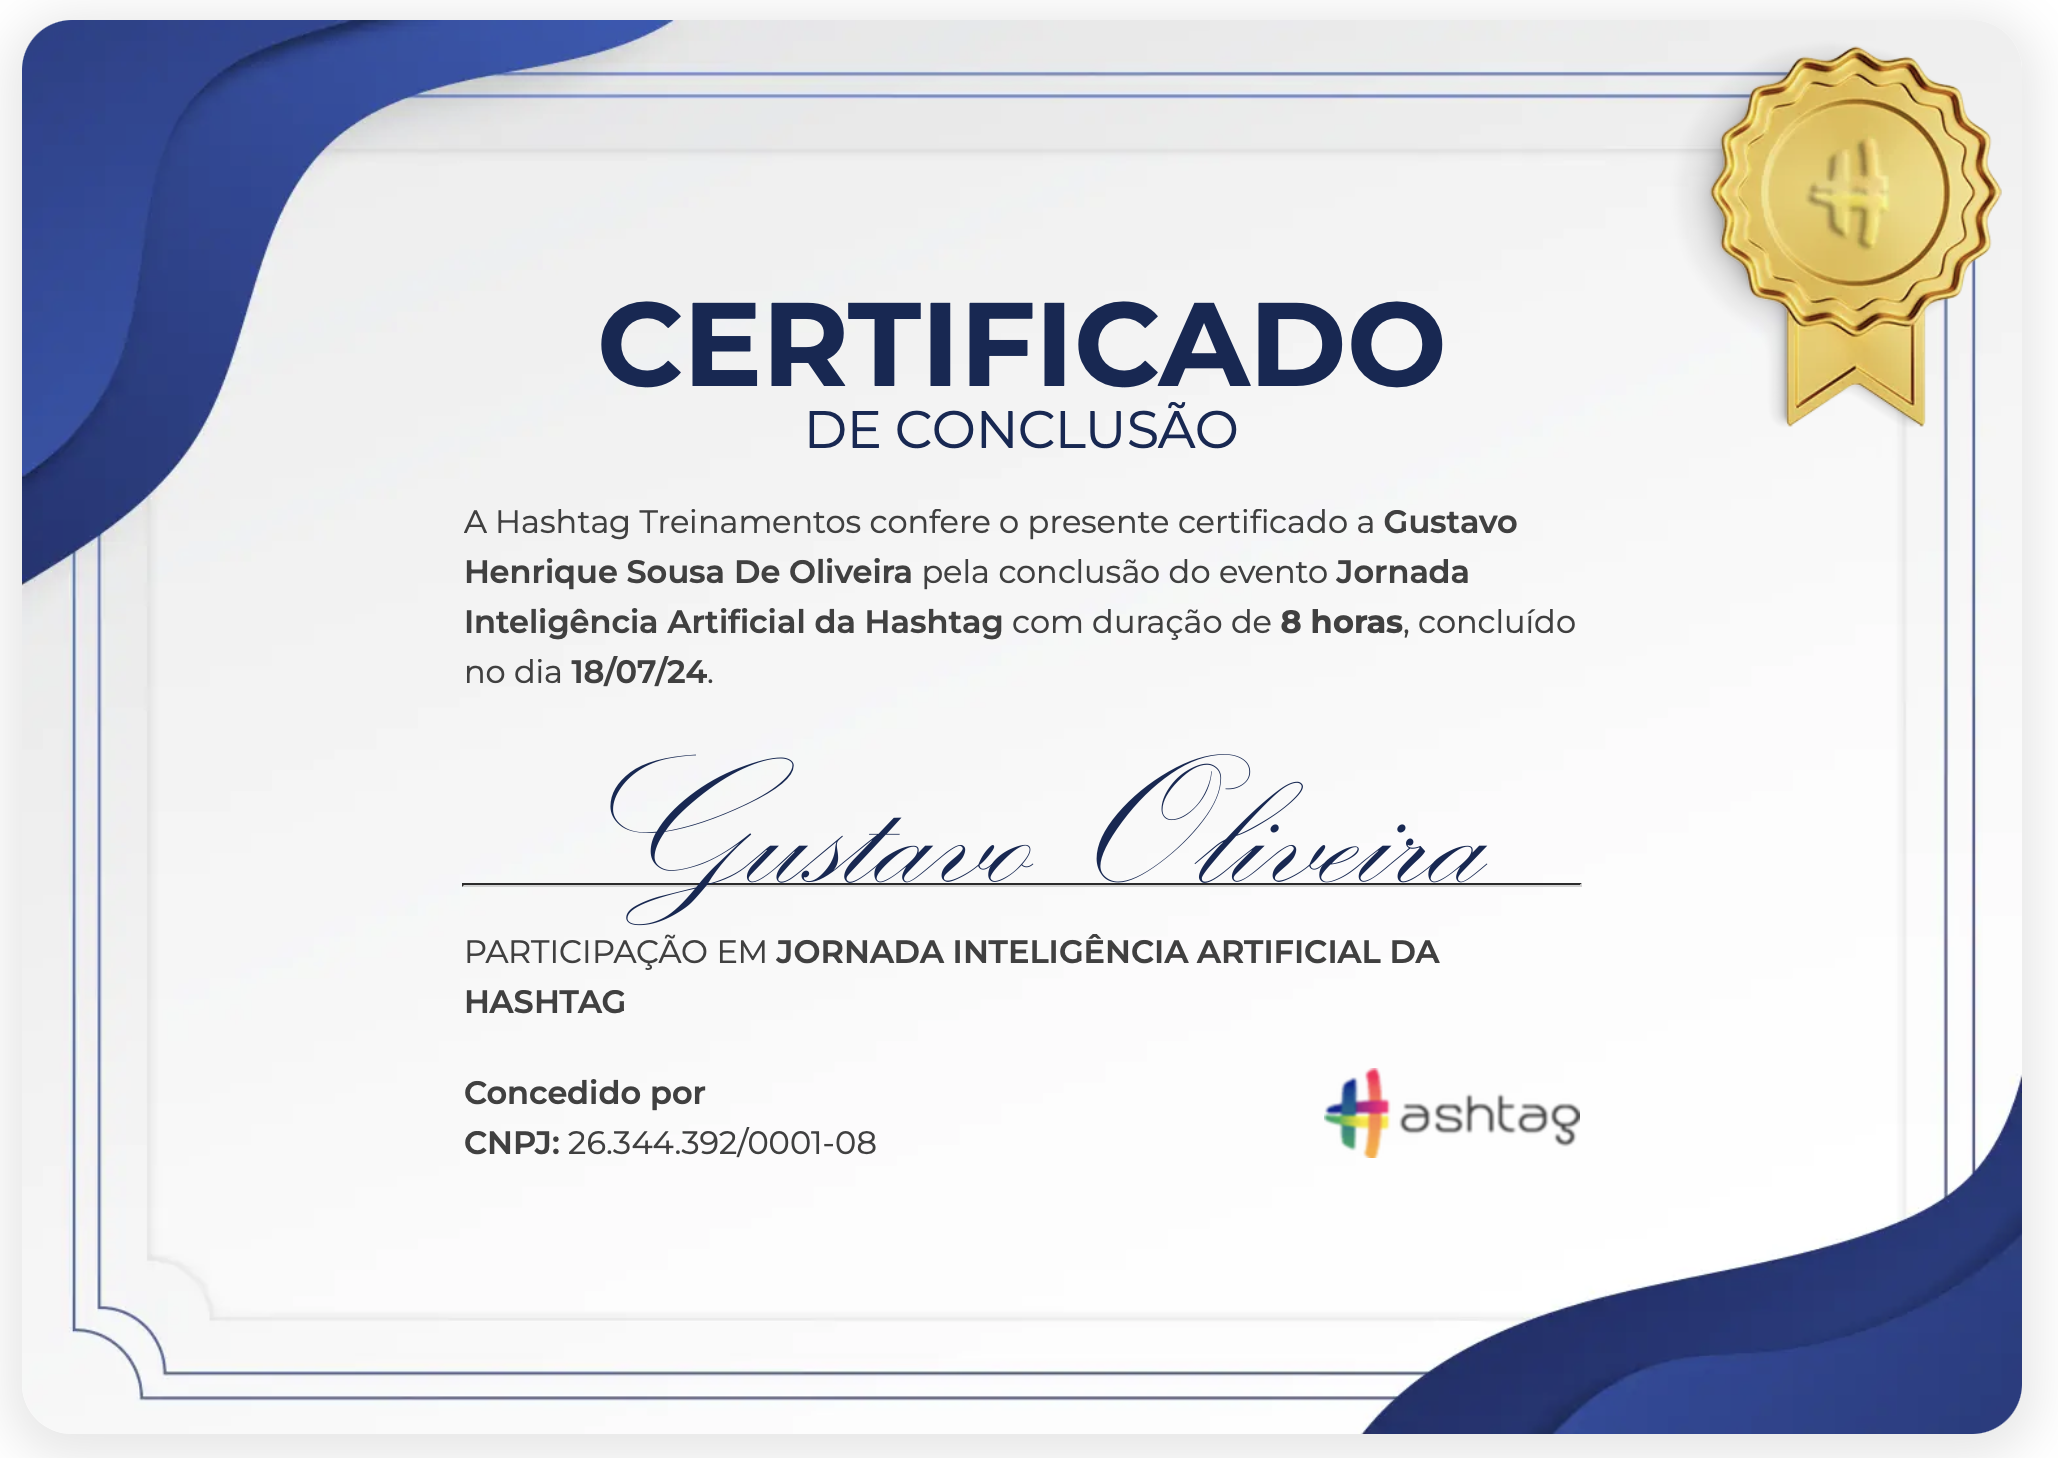 CERTIFICADO
DE CONCLUSÃO
A Hashtag Treinamentos confere o presente certificado a Gustavo
Henrique Sousa De Oliveira pela conclusão do evento Jornada
Inteligência Artificial da Hashtag com duração de 8 horas, concluído
no dia 18/07/24.
Gustavo Oliveira
PARTICIPAÇÃO EM JORNADA INTELIGÊNCIA ARTIFICIAL DA
HASHTAG
Concedido por
CNPJ: 26.344.392/0001-08
ashtag